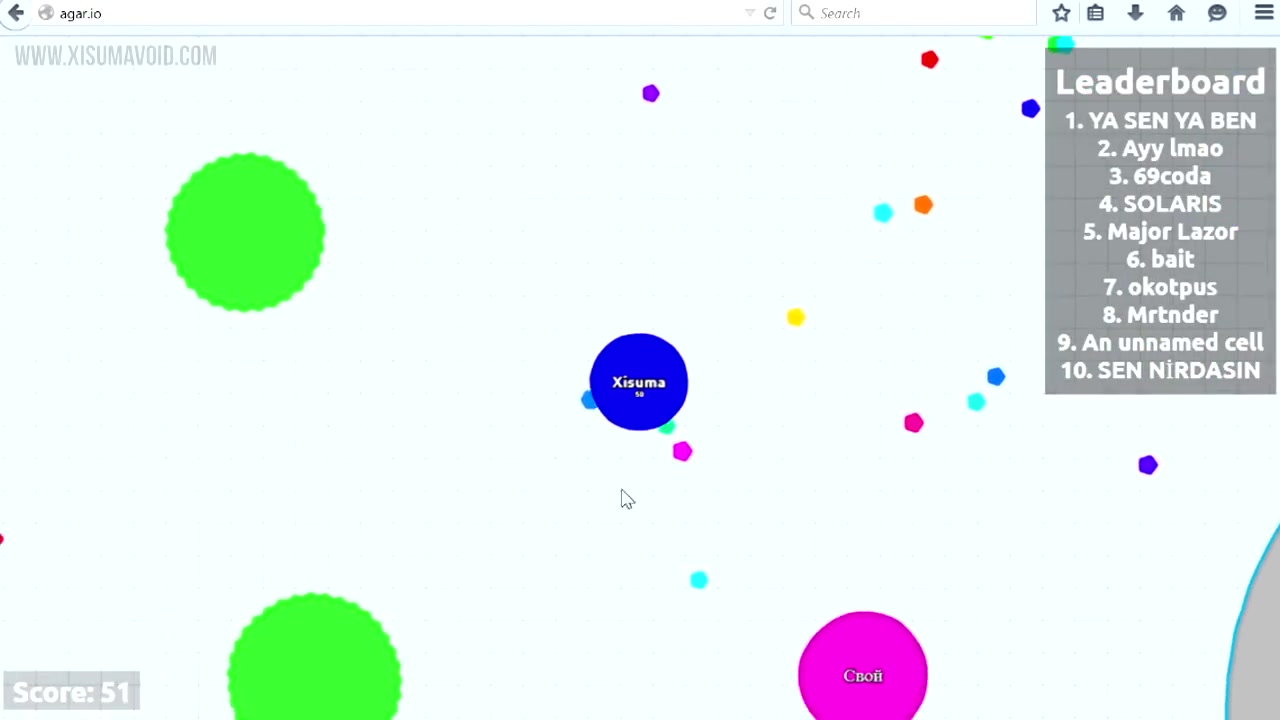 agar.io
Search
WWW.XISUMAVOID.COM
Leaderboard
1. YA SEN YA BEN
2. Ayy lmao
3. 69coda
4. SOLARIS
5. Major Lazor
6. bait
7. okotpus
8. Mrtnder
9. An unnamed cell
10. SEN NİRDASIN
Xisuma
50
Свой
Score: 51